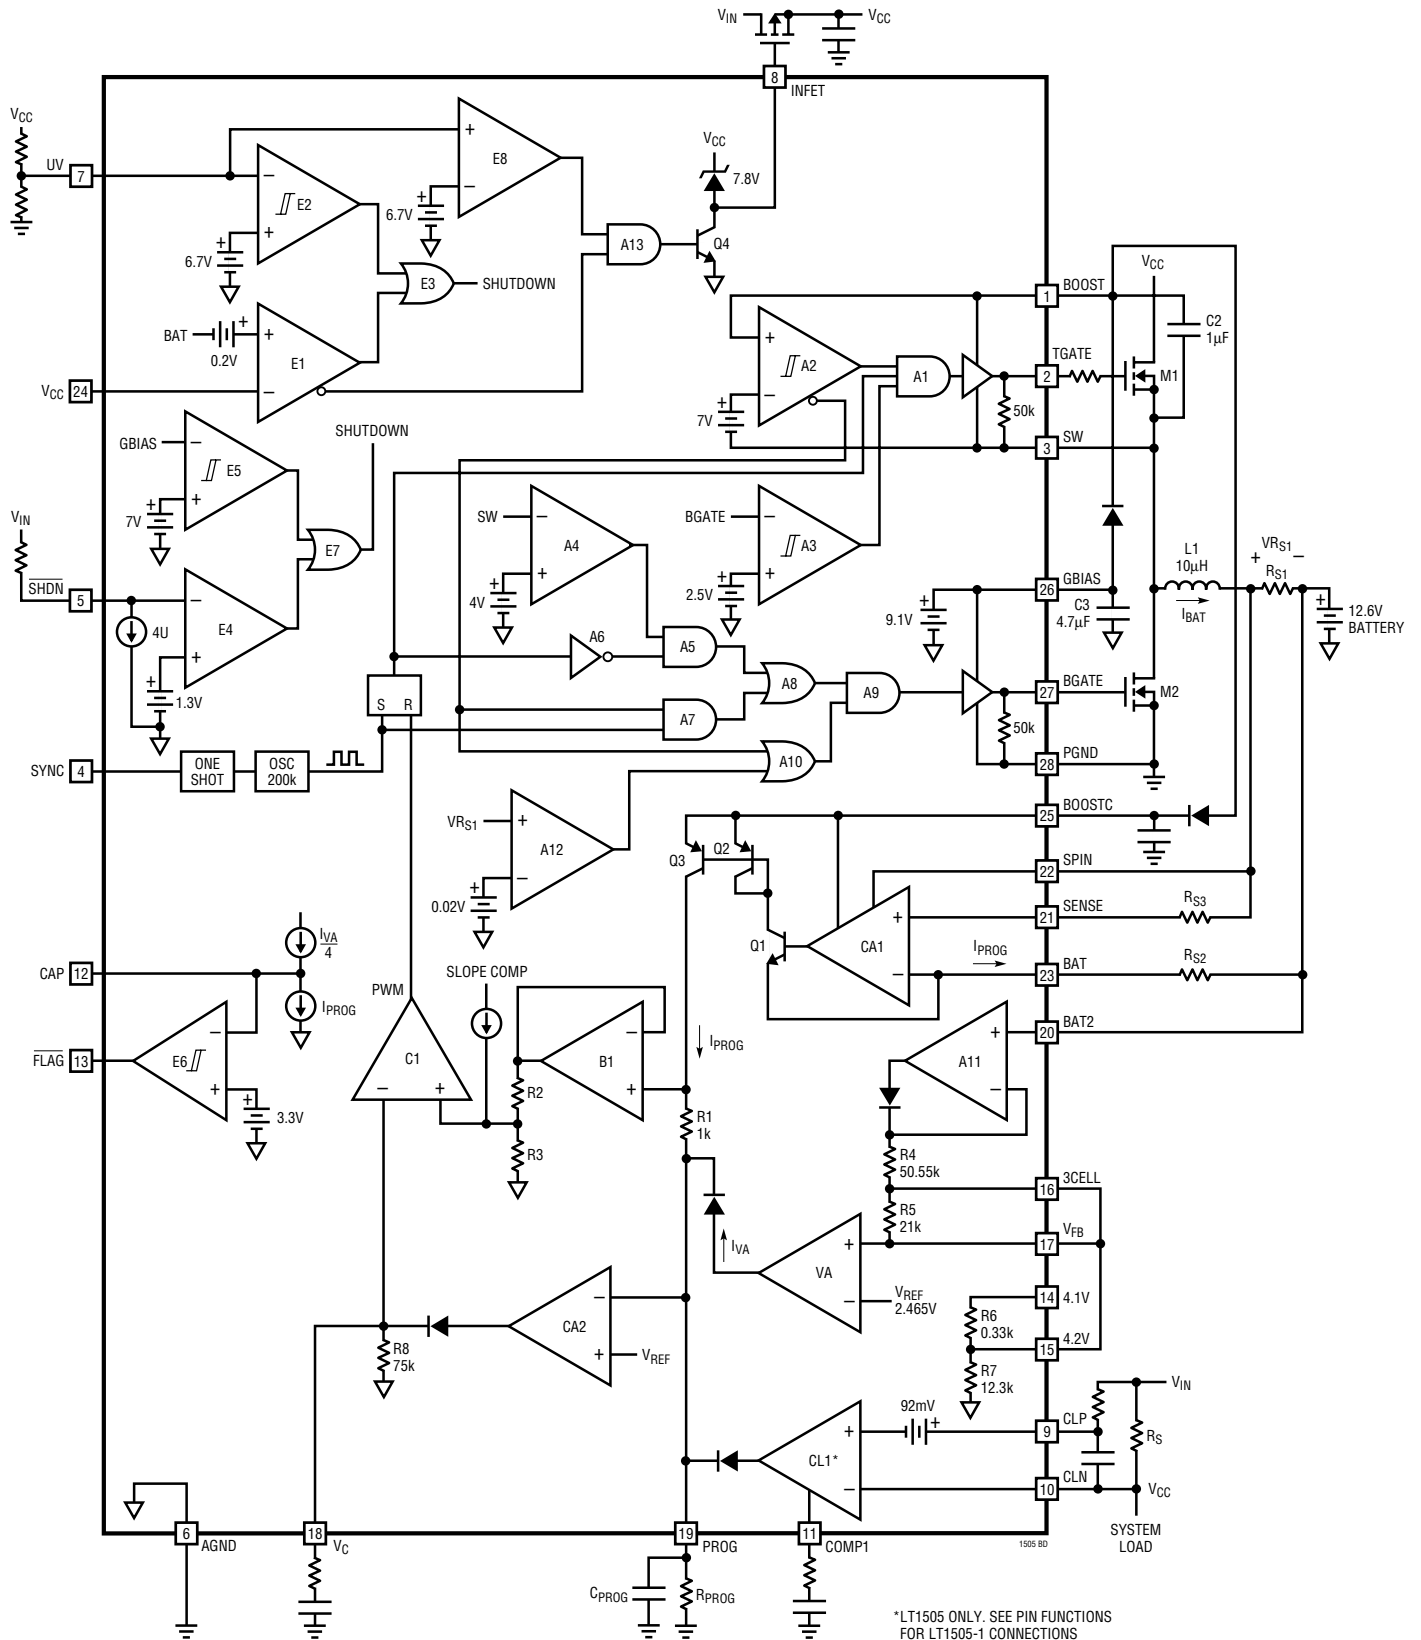 VIN
VCC
8
INFET
VCC
UV
7
+
E8
−
−
E2
+
+
6.7V
+
6.7V
VCC
7.8V
A13
Q4
E3
SHUTDOWN
BAT
+
0.2V
+
E1
−
VCC
24
1
BOOST
VCC
C2
1µF
+
A2
−
+
7V
A1
TGATE
2
M1
50k
3
SW
SHUTDOWN
GBIAS
−
E5
+
+
7V
E7
VIN
SHDN
5
−
E4
+
4U
+
1.3V
SW
−
A4
+
+
4V
BGATE
−
A3
+
+
2.5V
GBIAS
26
+
9.1V
C3
4.7µF
L1
10µH
IBAT
+
VRS1
−
RS1
+
12.6V
BATTERY
A6
A5
A8
A9
A7
A10
S
R
BGATE
27
M2
50k
PGND
28
SYNC
4
ONE
SHOT
OSC
200k
VRS1
+
A12
−
+
0.02V
25
BOOSTC
Q3
Q2
22
SPIN
21
SENSE
RS3
Q1
CA1
+
−
IPROG
23
BAT
RS2
20
BAT2
CAP
12
IVA
4
IPROG
FLAG
13
E6
−
+
+
3.3V
PWM
SLOPE COMP
C1
−
+
B1
−
+
R2
R3
IPROG
R1
1k
A11
+
−
R4
50.55k
16
3CELL
R5
21k
17
VFB
IVA
VA
+
−
VREF
2.465V
14
4.1V
R6
0.33k
15
4.2V
R7
12.3k
CA2
−
+
VREF
R8
75k
92mV
+
CL1*
+
−
9
CLP
10
CLN
VIN
RS
VCC
SYSTEM
LOAD
6
AGND
18
VC
19
PROG
11
COMP1
1505 BD
CPROG
RPROG
*LT1505 ONLY. SEE PIN FUNCTIONS
FOR LT1505-1 CONNECTIONS